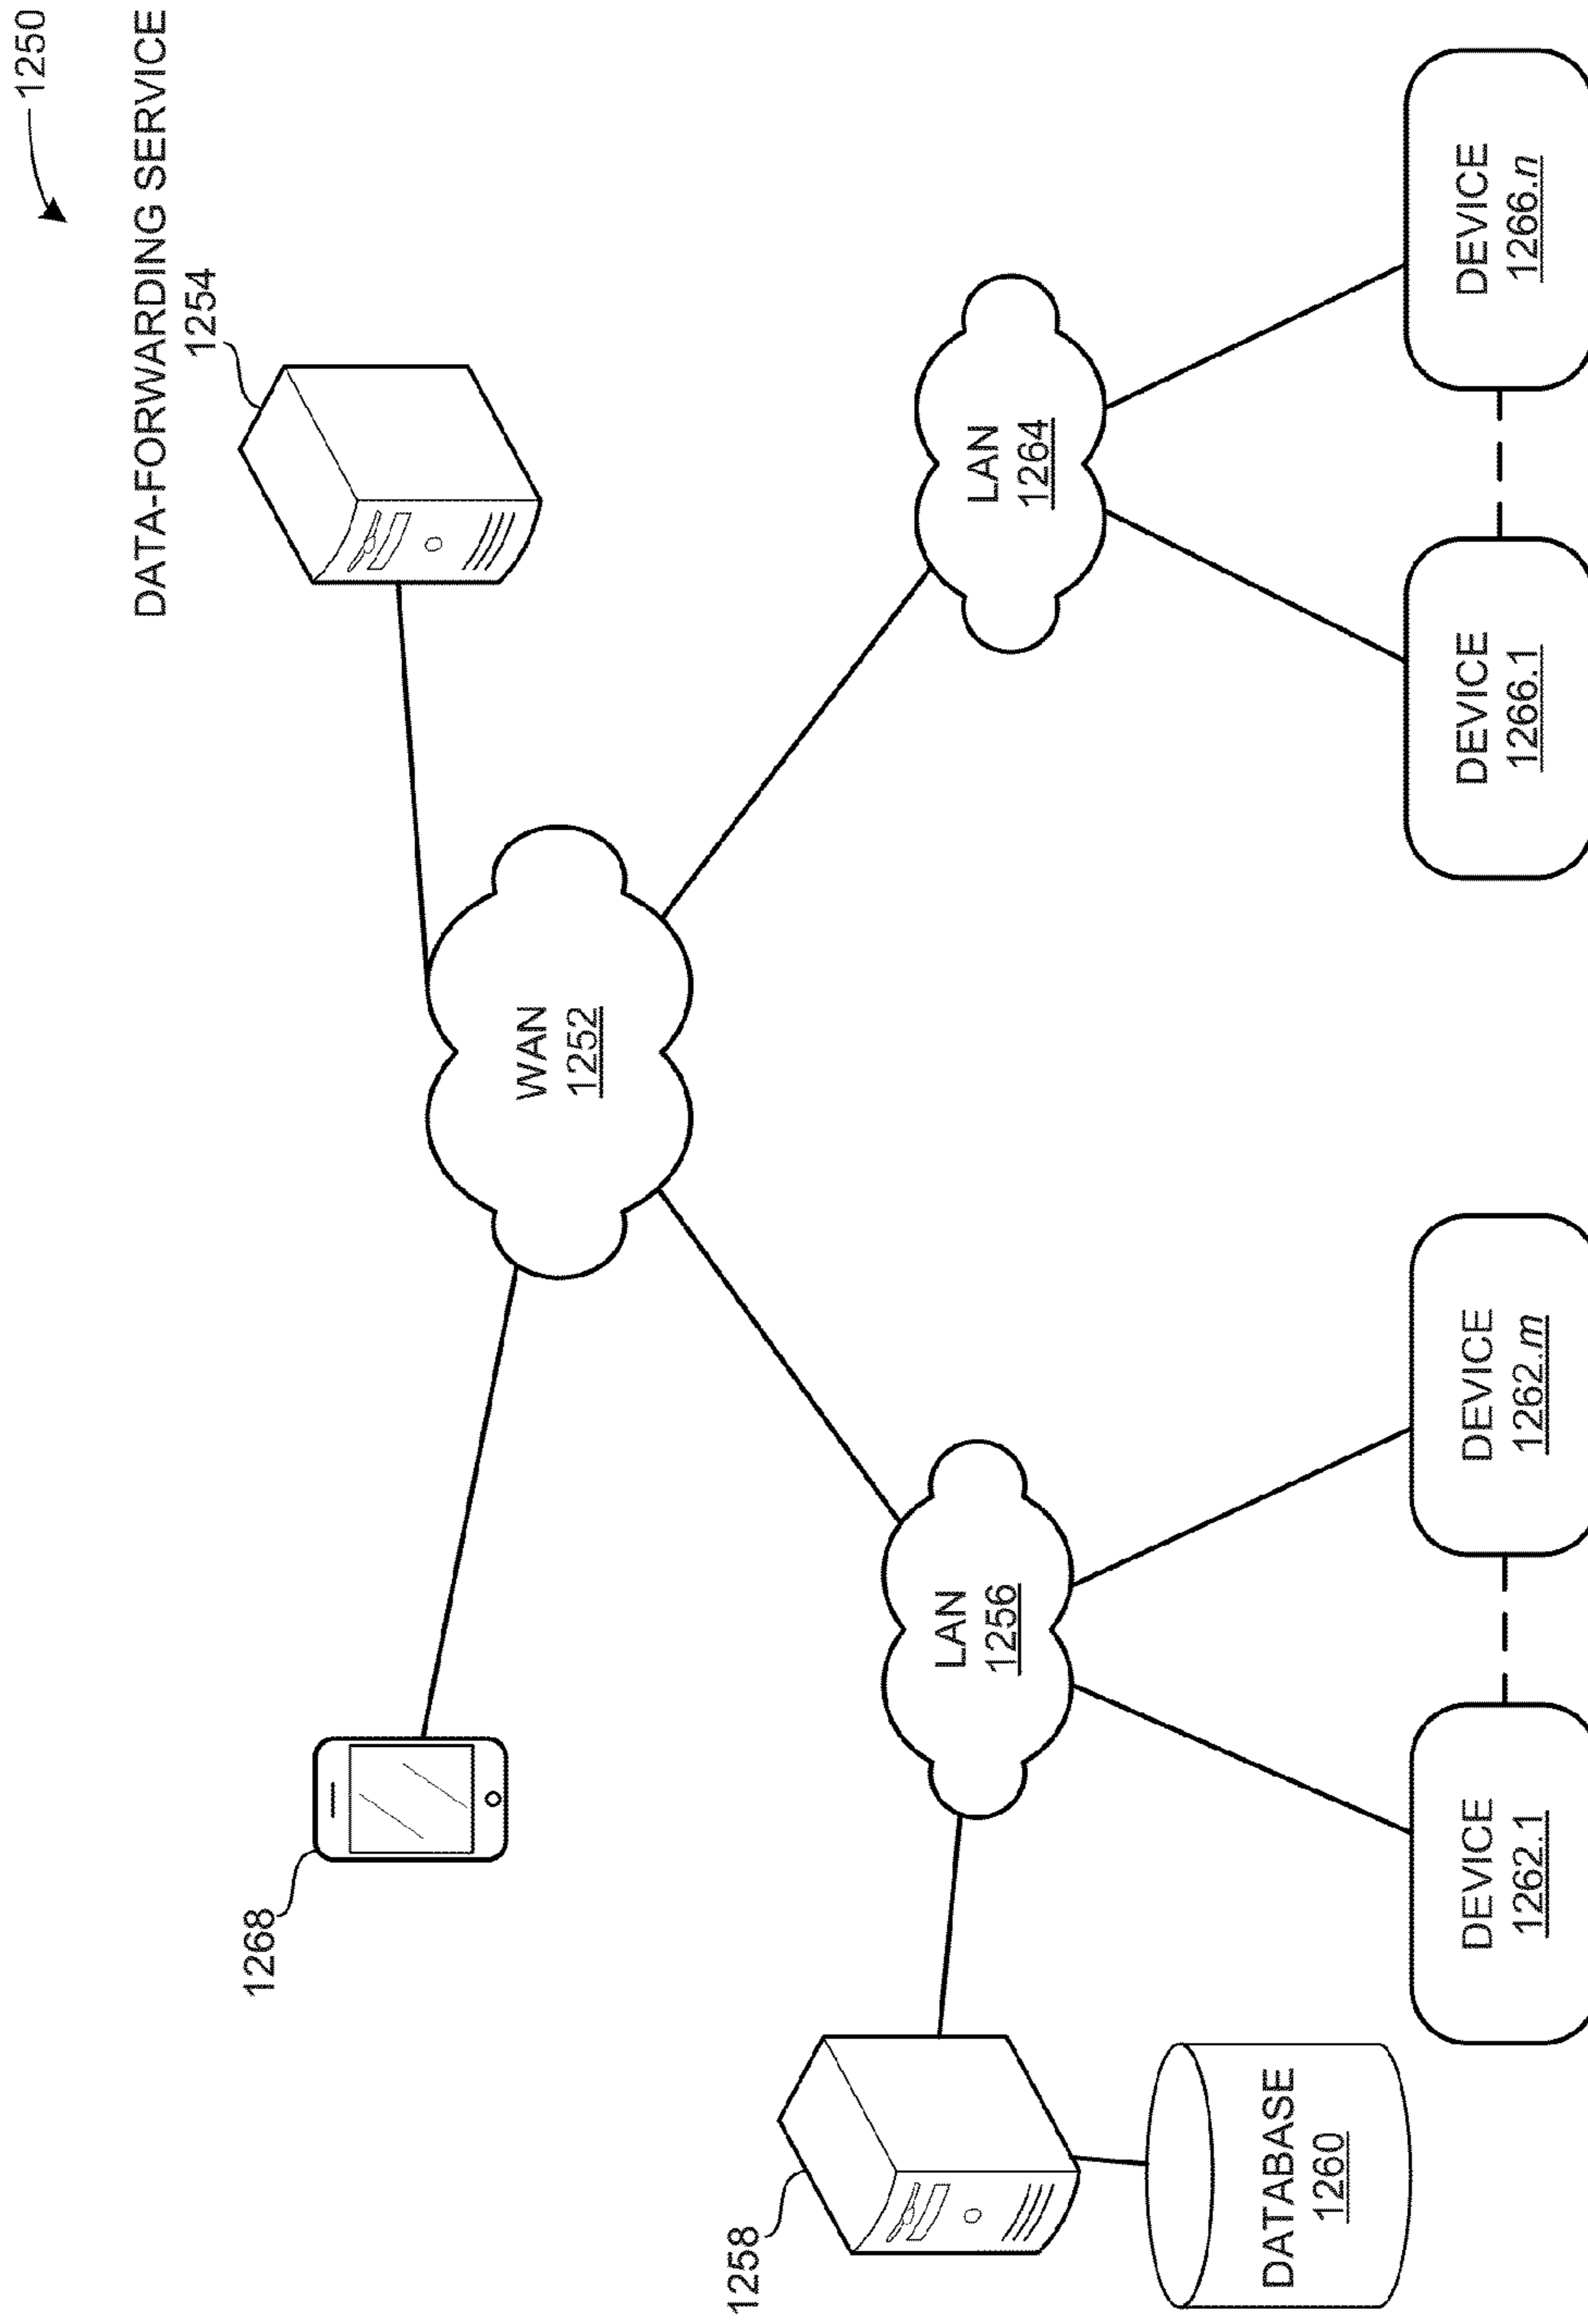 1250
DATA-FORWARDING SERVICE
1254
1268
WAN
1252
1258
LAN
1256
LAN
1264
DATABASE
1260
DEVICE
1262.1
DEVICE
1262.m
DEVICE
1266.1
DEVICE
1266.n